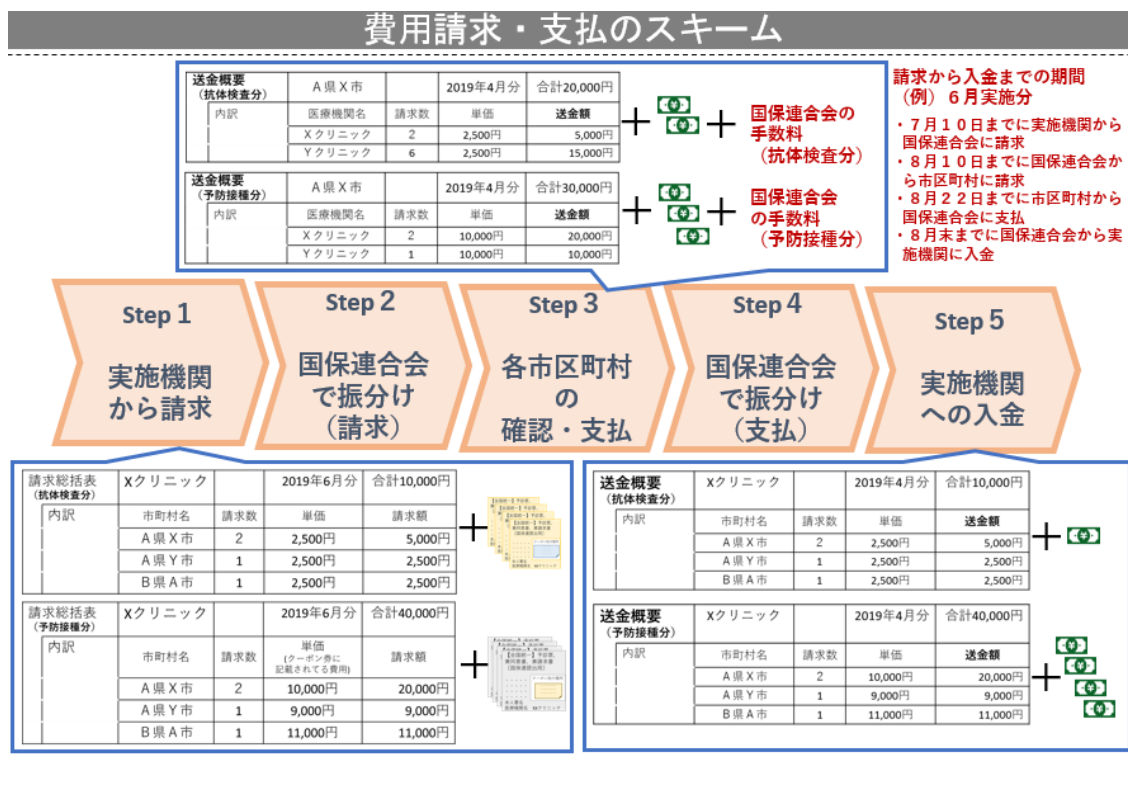 費用請求・支払のスキーム
送金概要
（抗体検査分）
A県X市 2019年4月分 合計20,000円
内訳 医療機関名 請求数 単価 送金額
Xクリニック 2 2,500円 5,000円
Yクリニック 6 2,500円 15,000円
国保連合会の
手数料
（抗体検査分）
送金概要
（予防接種分）
A県X市 2019年4月分 合計30,000円
内訳 医療機関名 請求数 単価 送金額
Xクリニック 2 10,000円 20,000円
Yクリニック 1 10,000円 10,000円
国保連合会
の手数料
（予防接種分）
請求から入金までの期間
（例）６月実施分
・７月１０日までに実施機関から
国保連合会に請求
・８月１０日までに国保連合会か
ら市区町村に請求
・８月２２日までに市区町村から
国保連合会に支払
・８月末までに国保連合会から実
施機関に入金
Step 1
実施機関
から請求
Step 2
国保連合会
で振分け
（請求）
Step 3
各市区町村
の
確認・支払
Step 4
国保連合会
で振分け
（支払）
Step 5
実施機関
への入金
請求総括表
（抗体検査分）
Xクリニック 2019年6月分 合計10,000円
内訳 市町村名 請求数 単価 請求額
A県X市 2 2,500円 5,000円
A県Y市 1 2,500円 2,500円
B県A市 1 2,500円 2,500円
請求総括表
（予防接種分）
Xクリニック 2019年6月分 合計40,000円
内訳 市町村名 請求数 単価 請求額
(クーポン券に
記載されてる費用)
A県X市 2 10,000円 20,000円
A県Y市 1 9,000円 9,000円
B県A市 1 11,000円 11,000円
送金概要
（抗体検査分）
Xクリニック 2019年4月分 合計10,000円
内訳 市町村名 請求数 単価 送金額
A県X市 2 2,500円 5,000円
A県Y市 1 2,500円 2,500円
B県A市 1 2,500円 2,500円
送金概要
（予防接種分）
Xクリニック 2019年4月分 合計40,000円
内訳 市町村名 請求数 単価 送金額
A県X市 2 10,000円 20,000円
A県Y市 1 9,000円 9,000円
B県A市 1 11,000円 11,000円